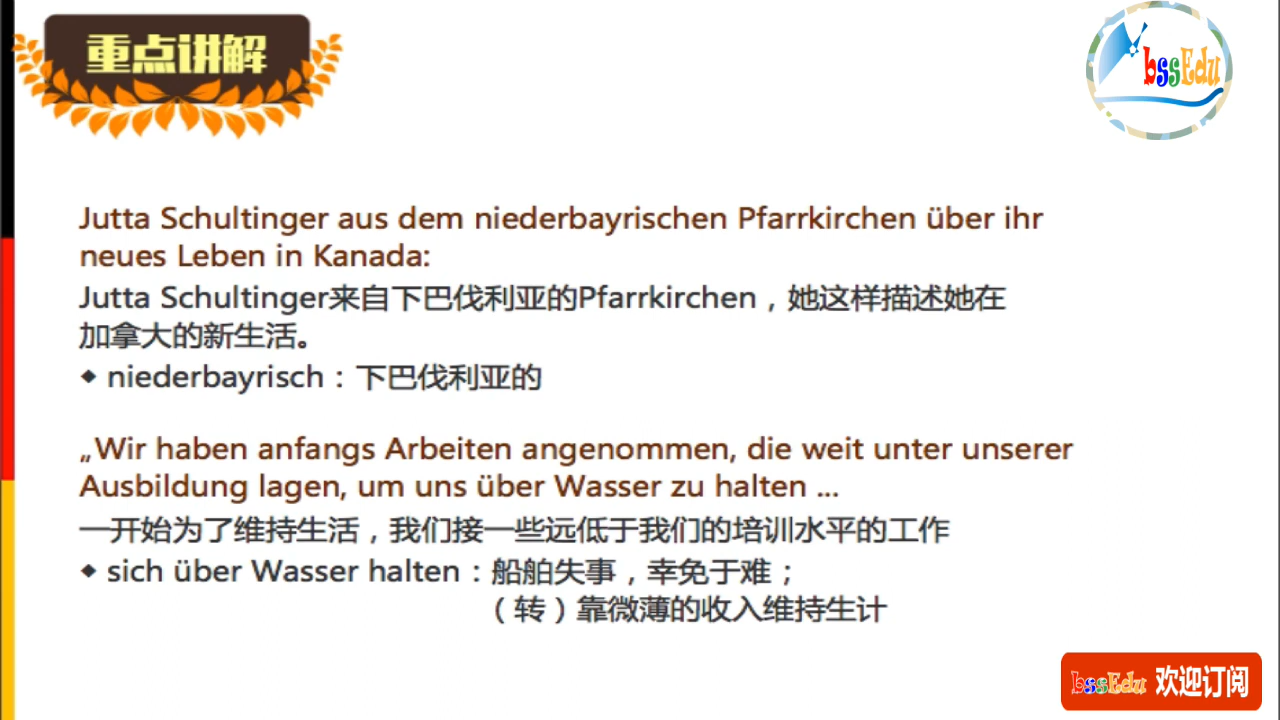 重点讲解
bssEdu
Jutta Schultinger aus dem niederbayrischen Pfarrkirchen über ihr
neues Leben in Kanada:
Jutta Schultinger来自下巴伐利亚的Pfarrkirchen，她这样描述她在
加拿大的新生活。
◆ niederbayrisch：下巴伐利亚的
„Wir haben anfangs Arbeiten angenommen, die weit unter unserer
Ausbildung lagen, um uns über Wasser zu halten ...
一开始为了维持生活，我们接一些远低于我们的培训水平的工作
◆ sich über Wasser halten：船舶失事，幸免于难；
（转）靠微薄的收入维持生计
bssEdu 欢迎订阅